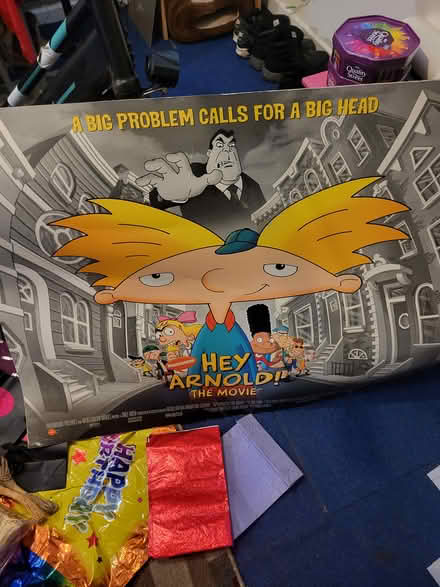 Quality Street
A BIG PROBLEM CALLS FOR A BIG HEAD
HEY
ARNOLD!
THE MOVIE
HAPPY
BIRTHDAY